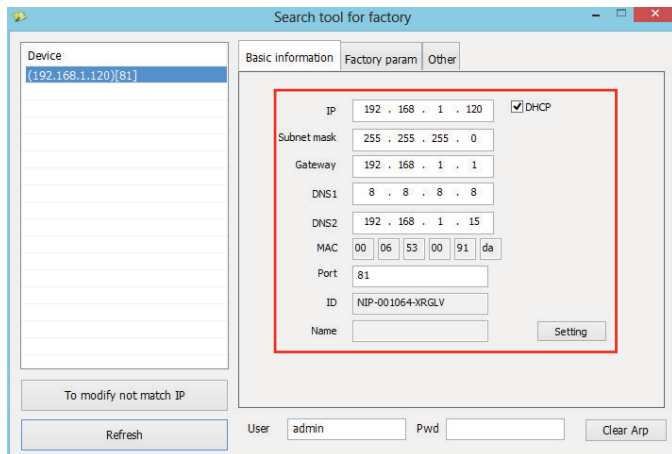 Search tool for factory
Device
(192.168.1.120)[81]
Basic information Factory param Other
IP 192 . 168 . 1 . 120 DHCP
Subnet mask 255 . 255 . 255 . 0
Gateway 192 . 168 . 1 . 1
DNS1 8 . 8 . 8 . 8
DNS2 192 . 168 . 1 . 15
MAC 00 06 53 00 91 da
Port 81
ID NIP-001064-XRGLV
Name Setting
To modify not match IP
Refresh
User admin Pwd Clear Arp